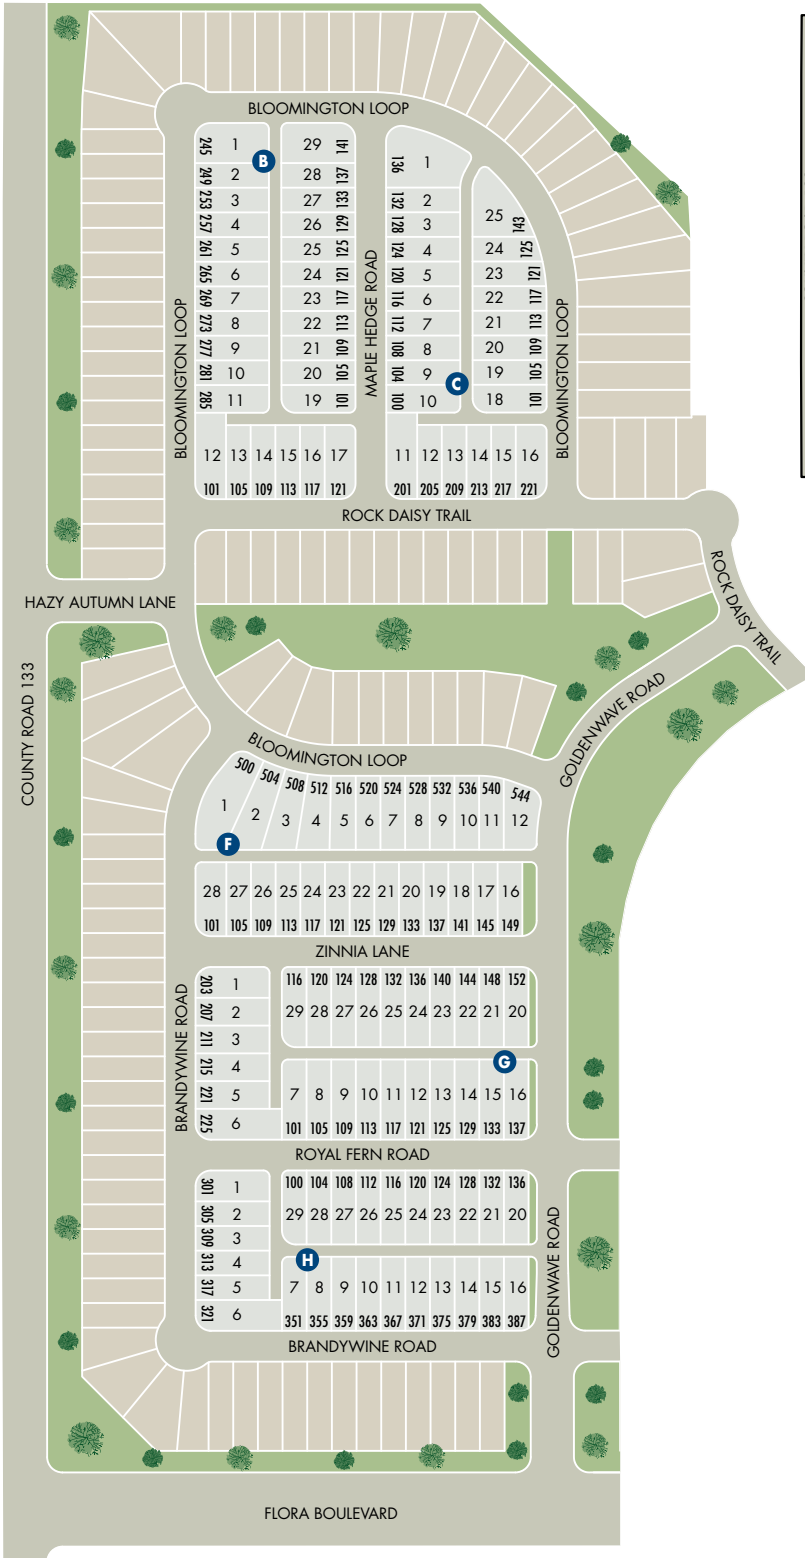 BLOOMINGTON LOOP
245 1 B 29 141
249 2 28 137
253 3 27 133
257 4 26 129
261 5 25 125
265 6 24 121
269 7 23 117
273 8 22 113
277 9 21 109
281 10 20 105
285 11 19 101
BLOOMINGTON LOOP
12 13 14 15 16 17
101 105 109 113 117 121
MAPLE HEDGE ROAD
136 1
132 2
128 3
124 4
120 5
116 6
112 7
108 8
104 9 C
100 10
25 143
24 125
23 121
22 117
21 113
20 109
19 105
18 101
BLOOMINGTON LOOP
11 12 13 14 15 16
201 205 209 213 217 221
ROCK DAISY TRAIL
ROCK DAISY TRAIL
HAZY AUTUMN LANE
COUNTY ROAD 133
GOLDENWAVE ROAD
BLOOMINGTON LOOP
500 504 508 512 516 520 524 528 532 536 540 544
1 2 3 4 5 6 7 8 9 10 11 12
F
28 27 26 25 24 23 22 21 20 19 18 17 16
101 105 109 113 117 121 125 129 133 137 141 145 149
ZINNIA LANE
BRANDYWINE ROAD
203 1
207 2
211 3
215 4
221 5
225 6
116 120 124 128 132 136 140 144 148 152
29 28 27 26 25 24 23 22 21 20
G
7 8 9 10 11 12 13 14 15 16
101 105 109 113 117 121 125 129 133 137
ROYAL FERN ROAD
301 1
305 2
309 3
313 4
317 5
321 6
100 104 108 112 116 120 124 128 132 136
29 28 27 26 25 24 23 22 21 20
H
7 8 9 10 11 12 13 14 15 16
351 355 359 363 367 371 375 379 383 387
GOLDENWAVE ROAD
BRANDYWINE ROAD
FLORA BOULEVARD